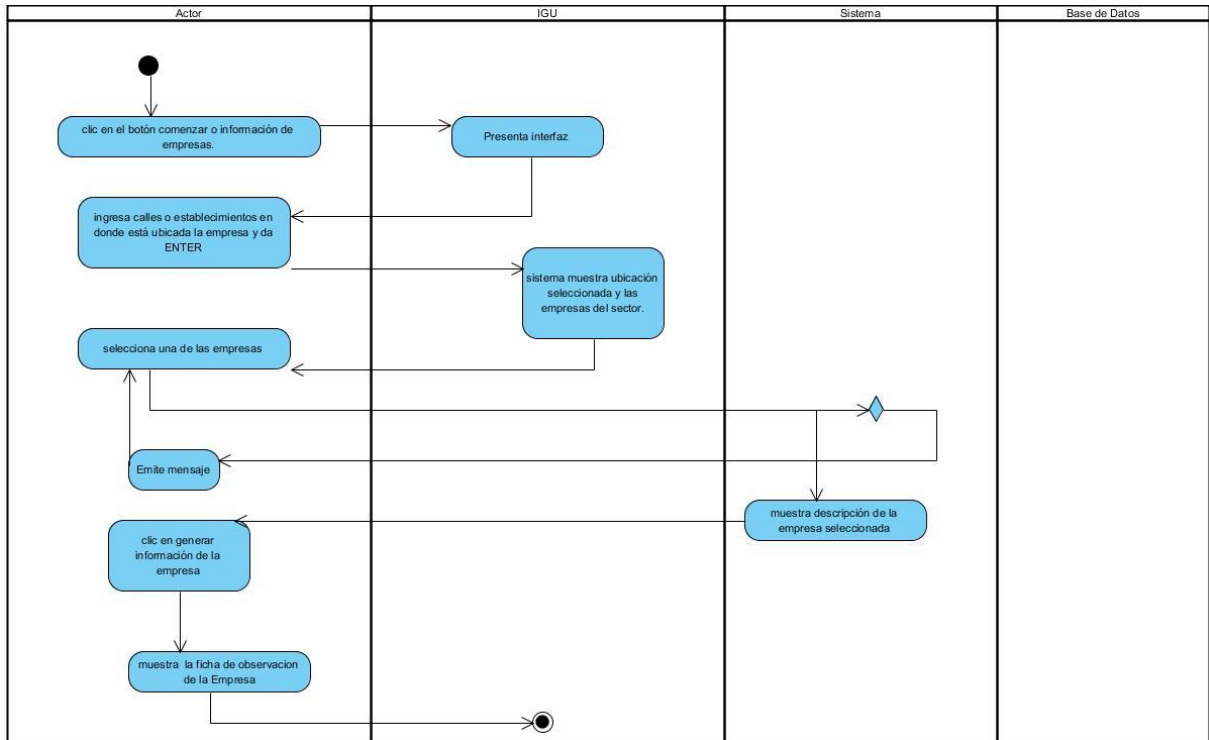 Actor
IGU
Sistema
Base de Datos
clic en el botón comenzar o información de
empresas.
Presenta interfaz
ingresa calles o establecimientos en
donde está ubicada la empresa y da
ENTER
sistema muestra ubicación
seleccionada y las
empresas del sector.
selecciona una de las empresas
Emite mensaje
muestra descripción de la
empresa seleccionada
clic en generar
información de la
empresa
muestra la ficha de observacion
de la Empresa